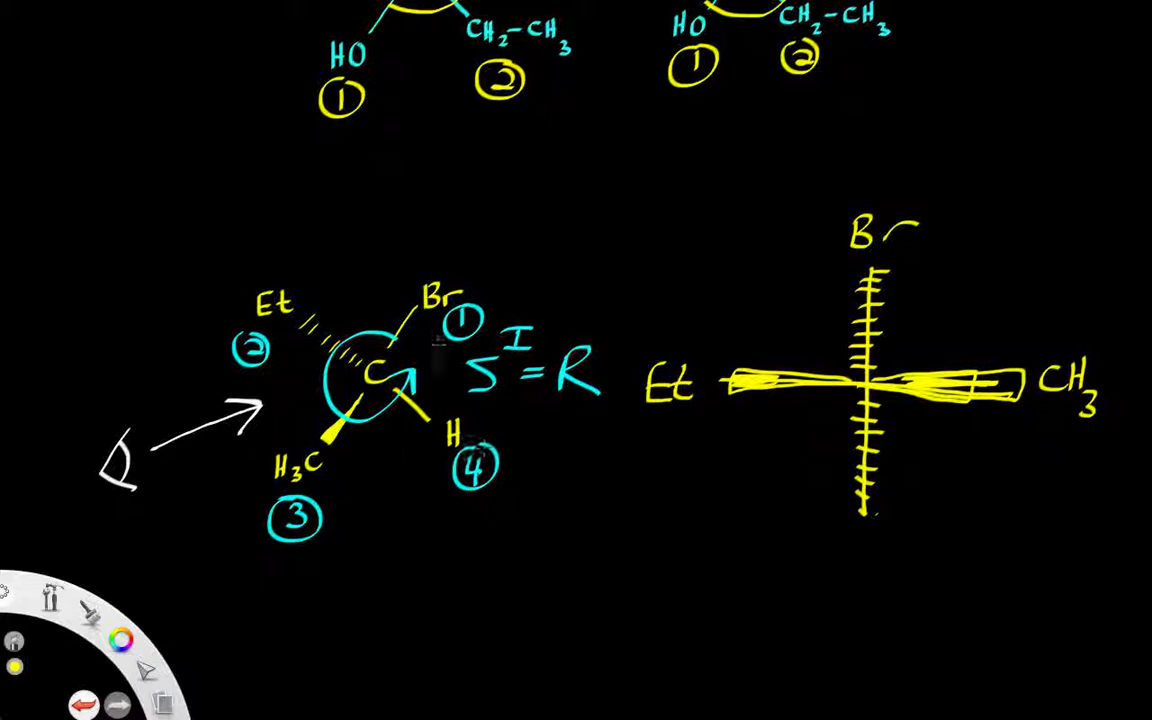 HO
CH₂-CH₃
1
2
HO
CH₂-CH₃
1
2
Et
2
Br
1
C
H₃C
3
H
4
S I = R
Br
Et
CH₃